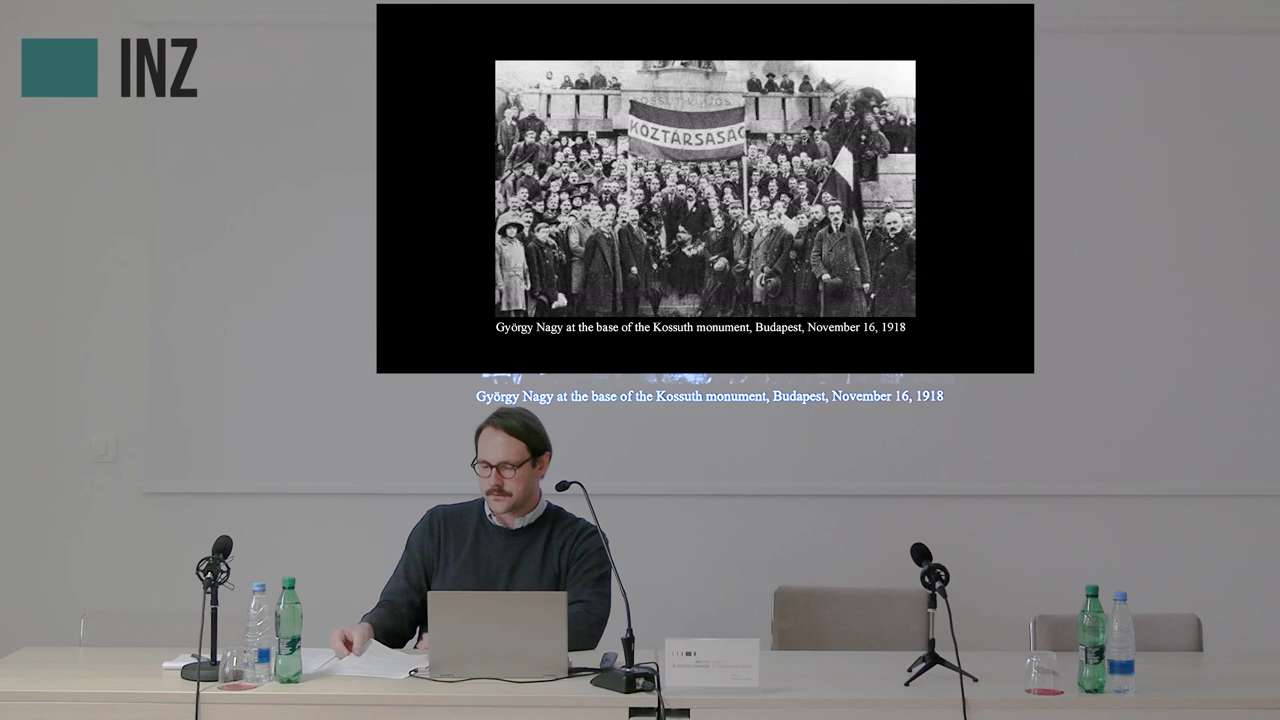 INZ
KOSSUTH LAJOS
KÖZTÁRSASÁG
György Nagy at the base of the Kossuth monument, Budapest, November 16, 1918
György Nagy at the base of the Kossuth monument, Budapest, November 16, 1918